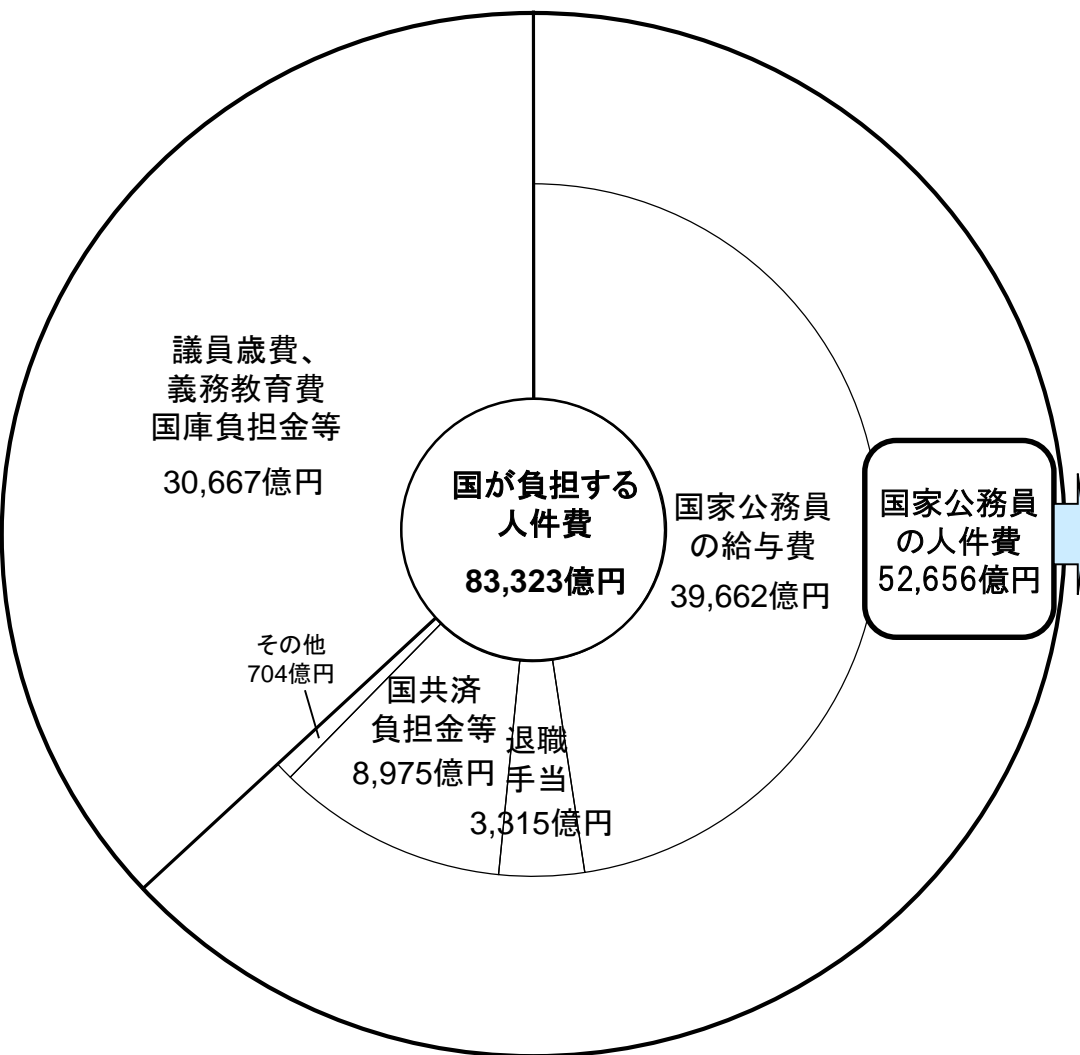 議員歳費、
義務教育費
国庫負担金等
30,667億円
国が負担する
人件費
83,323億円
国家公務員
の給与費
39,662億円
国家公務員
の人件費
52,656億円
その他
704億円
国共済
負担金等
8,975億円
退職
手当
3,315億円